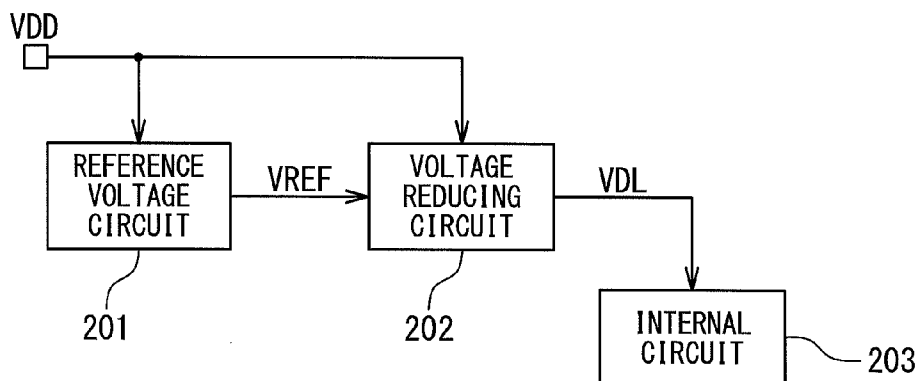 VDD
REFERENCE
VOLTAGE
CIRCUIT
VREF
VOLTAGE
REDUCING
CIRCUIT
VDL
201
202
INTERNAL
CIRCUIT
203